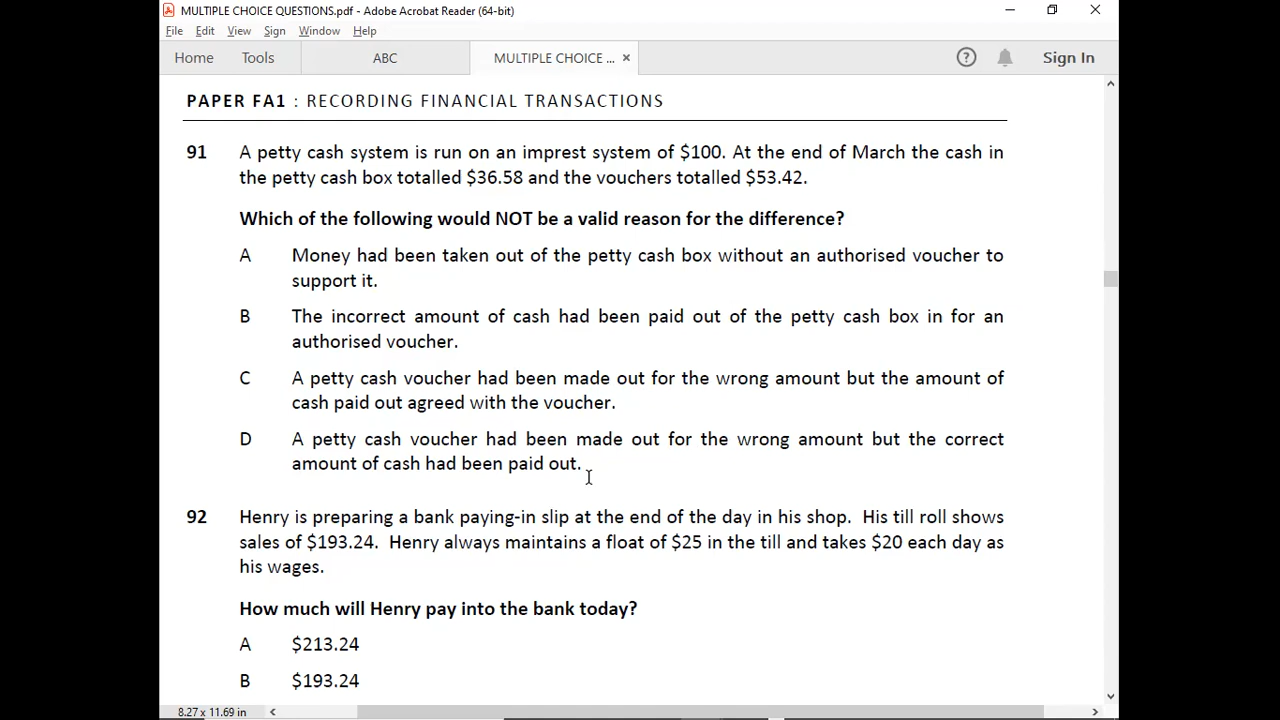 MULTIPLE CHOICE QUESTIONS.pdf - Adobe Acrobat Reader (64-bit)
File Edit View Sign Window Help
Home Tools ABC MULTIPLE CHOICE ... × Sign In
PAPER FA1 : RECORDING FINANCIAL TRANSACTIONS
91 A petty cash system is run on an imprest system of $100. At the end of March the cash in
the petty cash box totalled $36.58 and the vouchers totalled $53.42.
Which of the following would NOT be a valid reason for the difference?
A Money had been taken out of the petty cash box without an authorised voucher to
support it.
B The incorrect amount of cash had been paid out of the petty cash box in for an
authorised voucher.
C A petty cash voucher had been made out for the wrong amount but the amount of
cash paid out agreed with the voucher.
D A petty cash voucher had been made out for the wrong amount but the correct
amount of cash had been paid out.
92 Henry is preparing a bank paying-in slip at the end of the day in his shop. His till roll shows
sales of $193.24. Henry always maintains a float of $25 in the till and takes $20 each day as
his wages.
How much will Henry pay into the bank today?
A $213.24
B $193.24
8.27 x 11.69 in